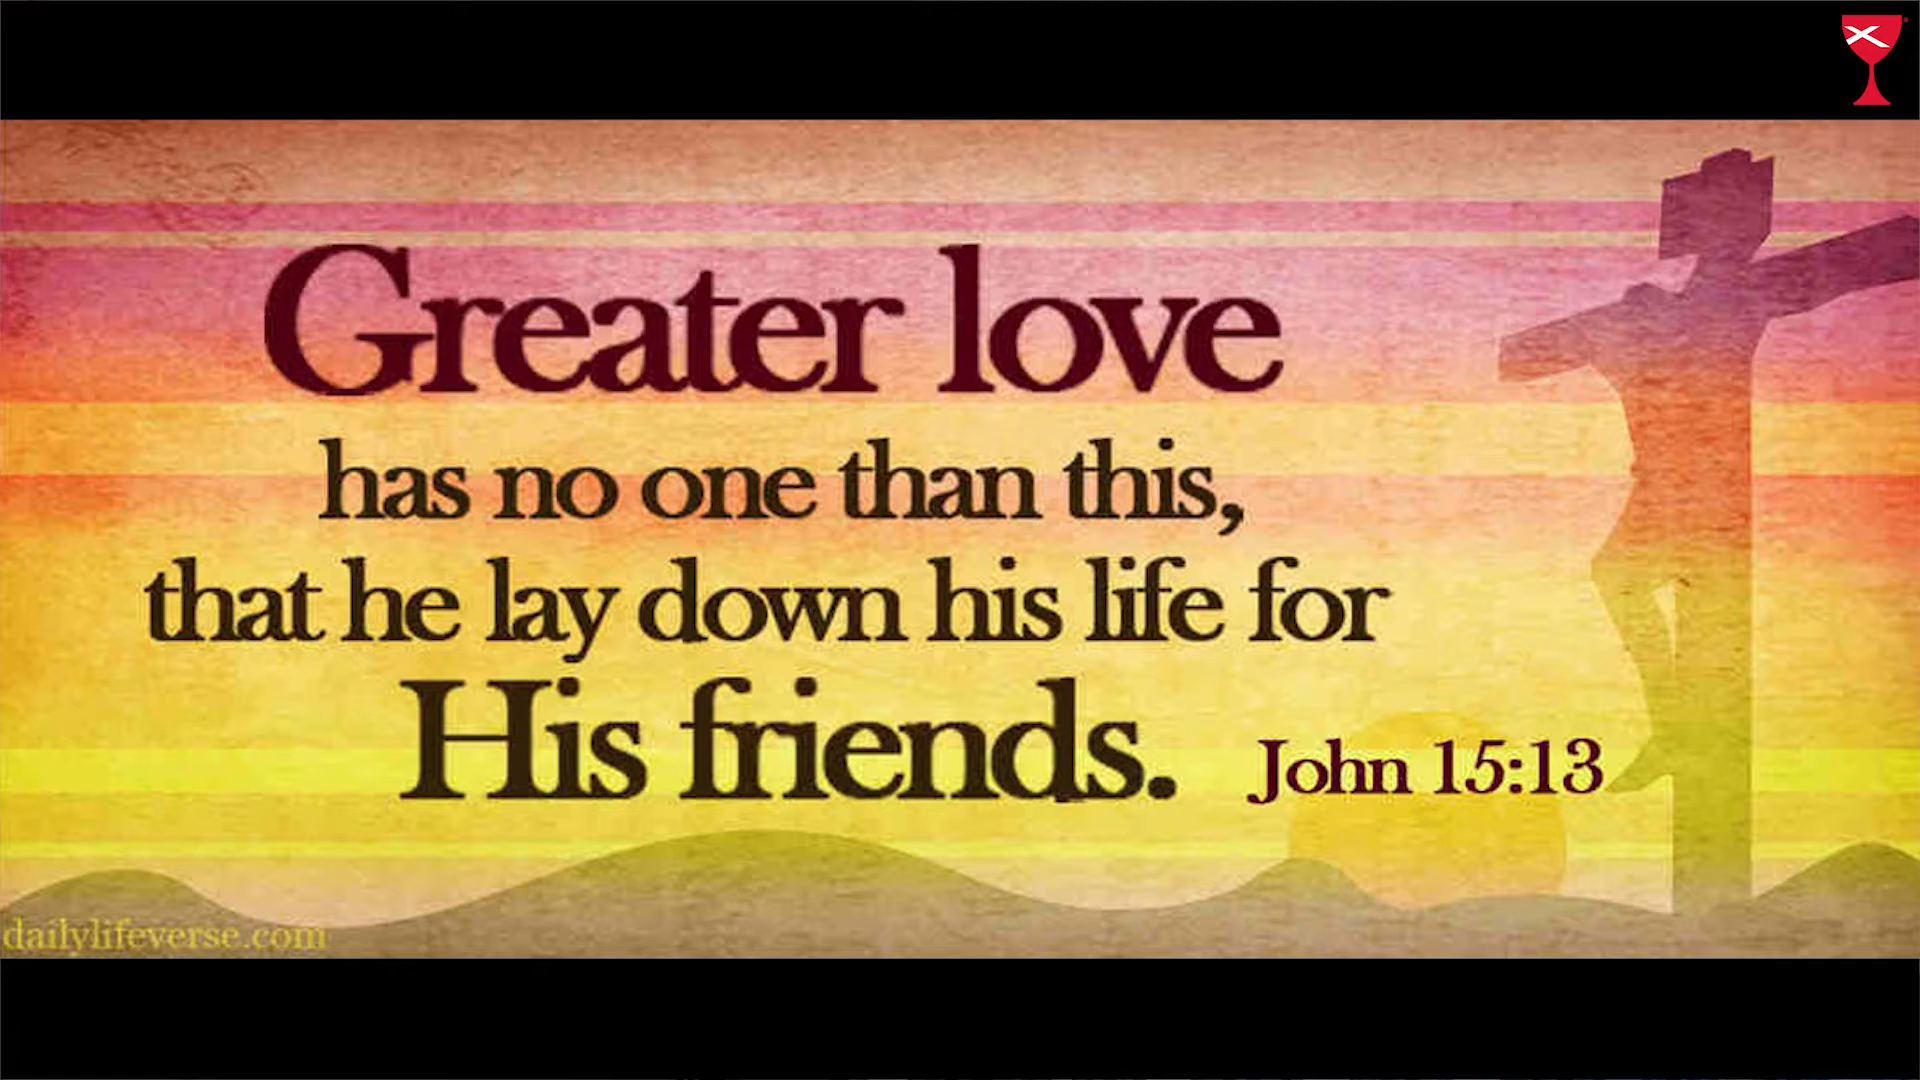 Greater love
has no one than this,
that he lay down his life for
His friends. John 15:13
dailylifeverse.com